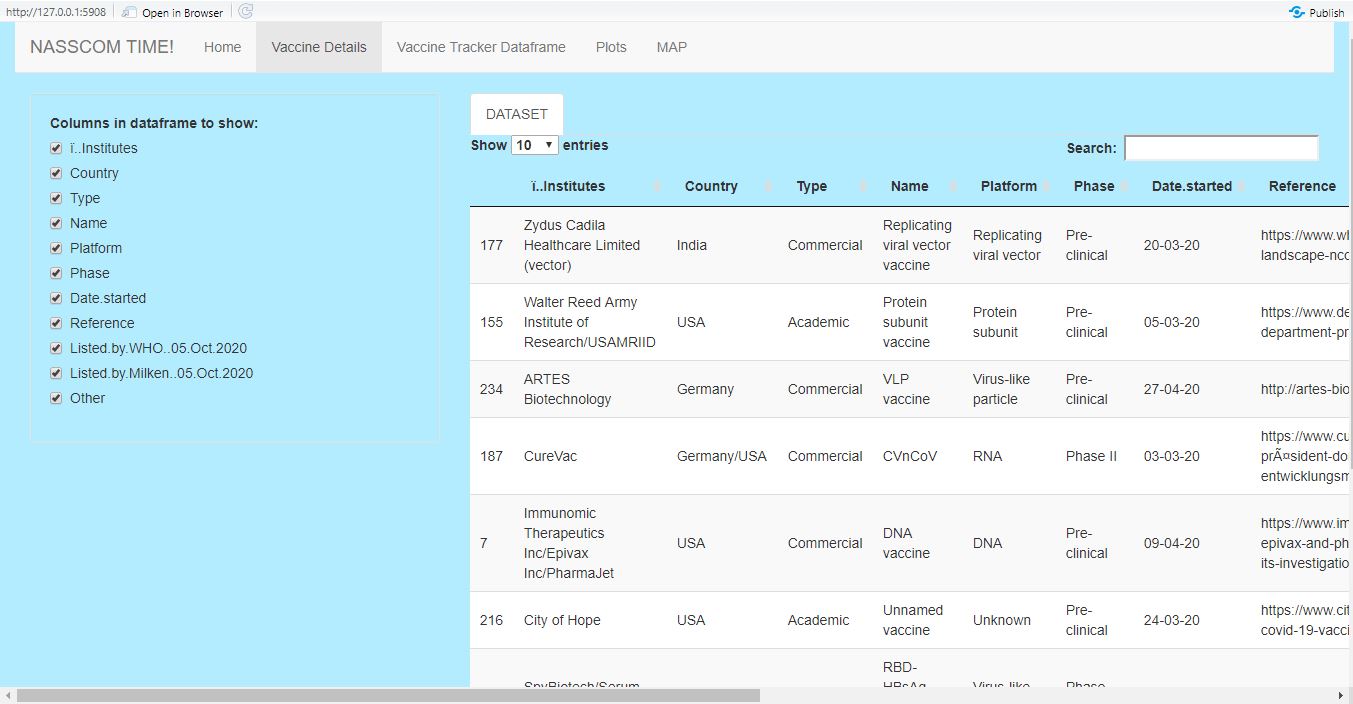 http://127.0.0.1:5908 Open in Browser Publish
NASSCOM TIME! Home Vaccine Details Vaccine Tracker Dataframe Plots MAP
Columns in dataframe to show:
ï..Institutes
Country
Type
Name
Platform
Phase
Date.started
Reference
Listed.by.WHO..05.Oct.2020
Listed.by.Milken..05.Oct.2020
Other
DATASET
Show 10 entries Search:
ï..Institutes Country Type Name Platform Phase Date.started Reference
177 Zydus Cadila Healthcare Limited (vector) India Commercial Replicating viral vector vaccine Replicating viral vector Pre-clinical 20-03-20 https://www.wh landscape-nco
155 Walter Reed Army Institute of Research/USAMRIID USA Academic Protein subunit vaccine Protein subunit Pre-clinical 05-03-20 https://www.de department-pr
234 ARTES Biotechnology Germany Commercial VLP vaccine Virus-like particle Pre-clinical 27-04-20 http://artes-bio
187 CureVac Germany/USA Commercial CVnCoV RNA Phase II 03-03-20 https://www.cu prÃ¤sident-do entwicklungsm
7 Immunomic Therapeutics Inc/Epivax Inc/PharmaJet USA Commercial DNA vaccine DNA Pre-clinical 09-04-20 https://www.im epivax-and-ph its-investigatio
216 City of Hope USA Academic Unnamed vaccine Unknown Pre-clinical 24-03-20 https://www.cit covid-19-vacci
SpyBiotech/Serum RBD-HBsAg Virus-like Phase